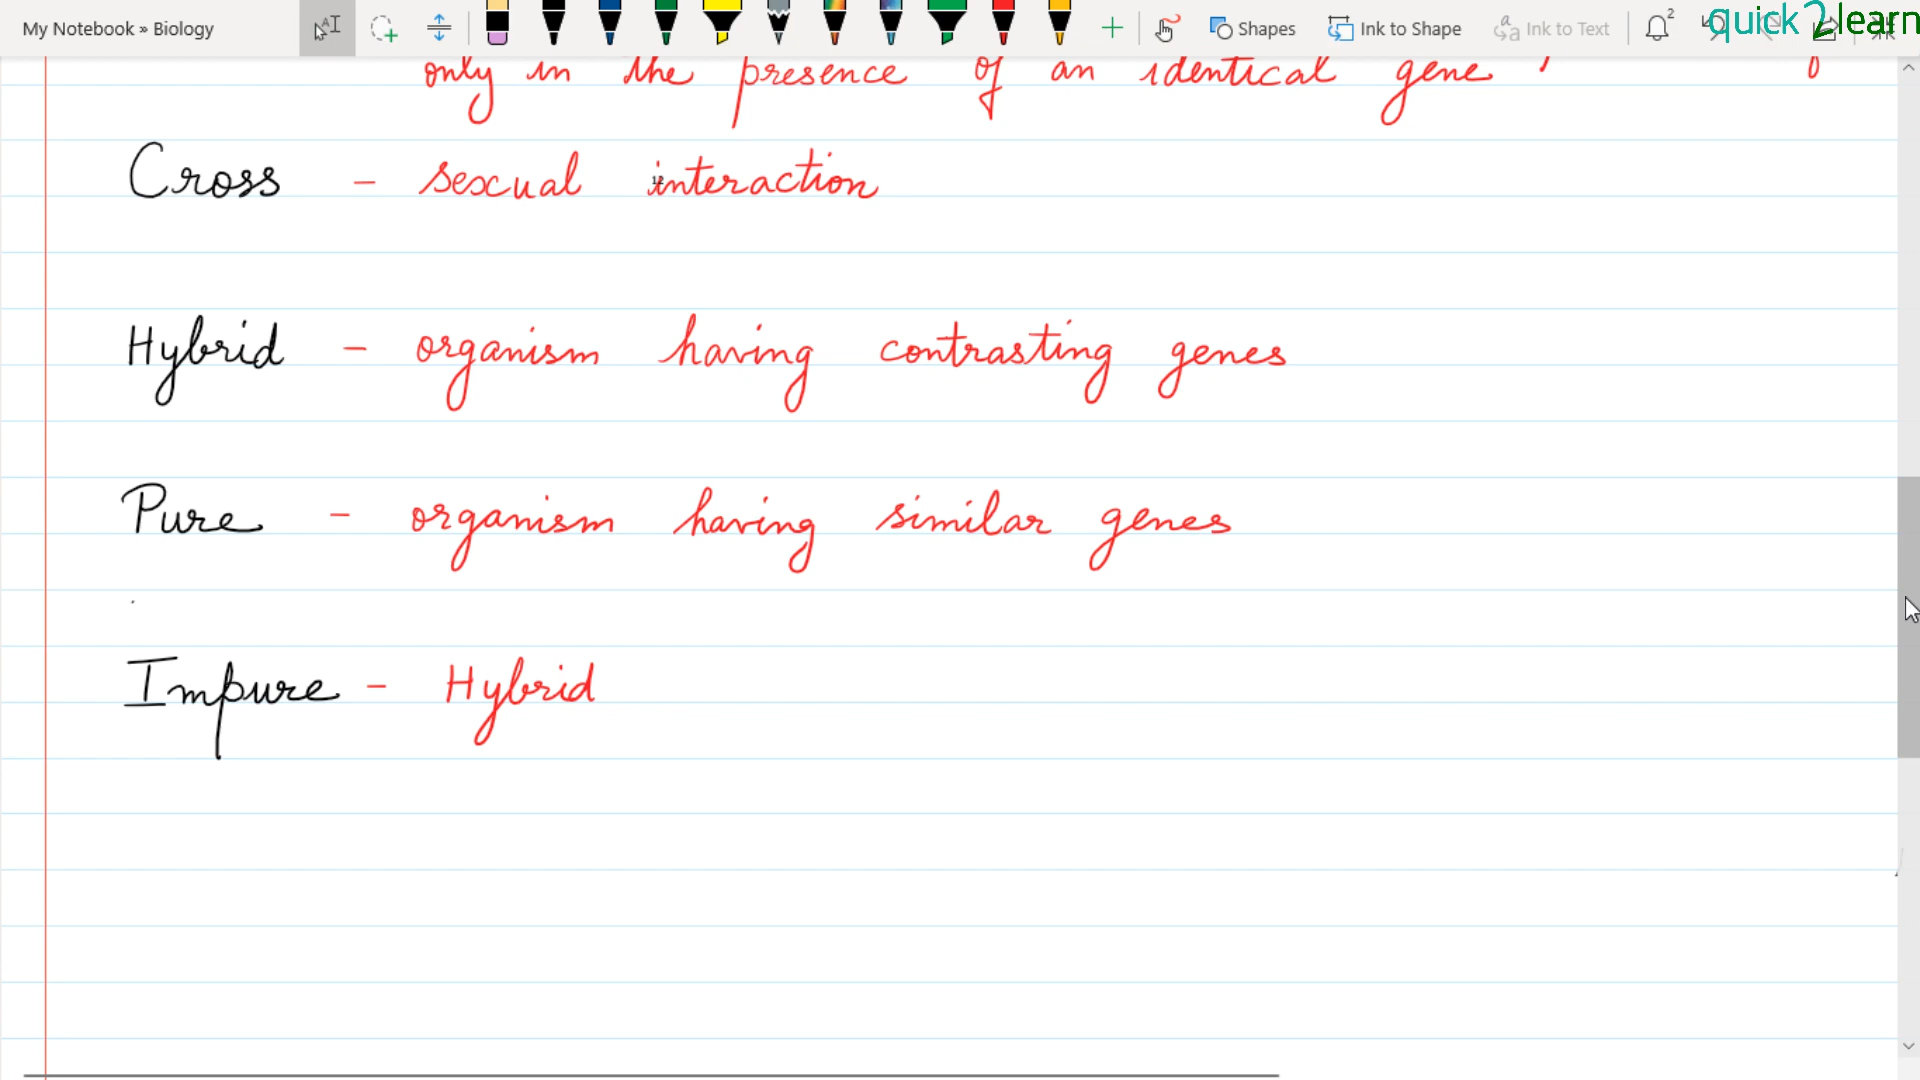 My Notebook » Biology
Shapes
Ink to Shape
Ink to Text
2
quick2learn
only in the presence of an identical gene
Cross - sexual interaction
Hybrid - organism having contrasting genes
Pure - organism having similar genes
Impure - Hybrid